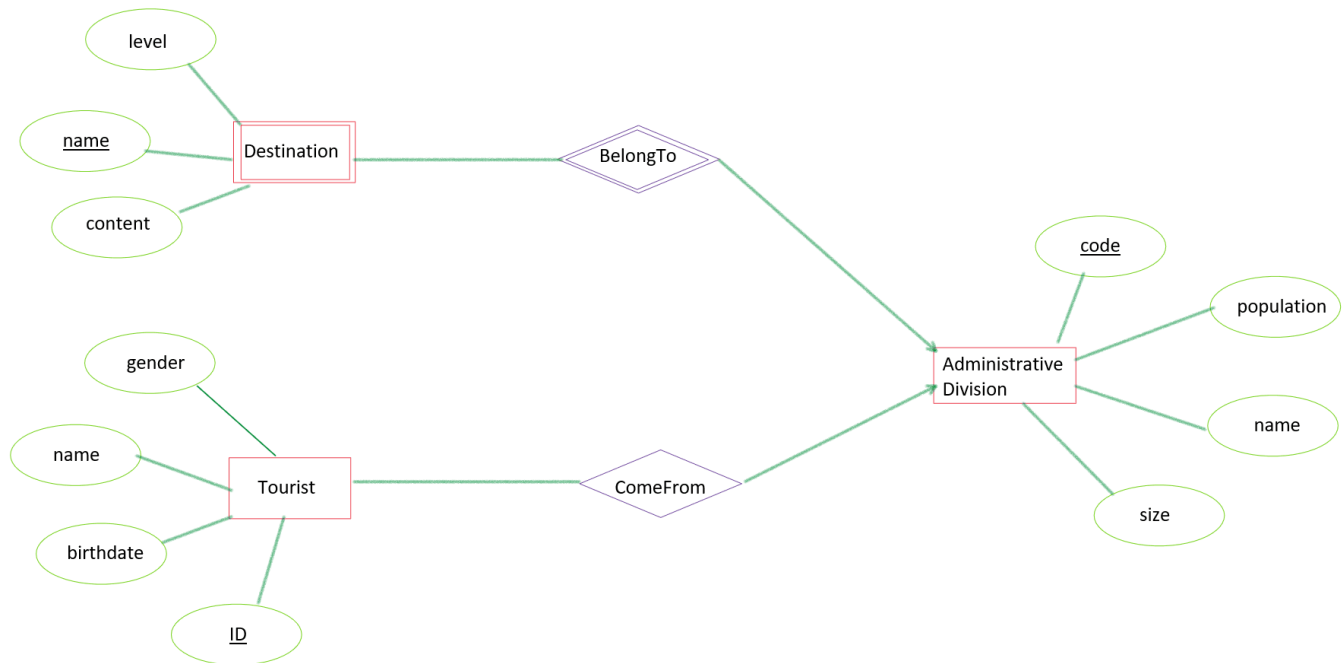 level
name
Destination
content
BelongTo
code
population
Administrative
Division
name
size
gender
name
Tourist
birthdate
ID
ComeFrom